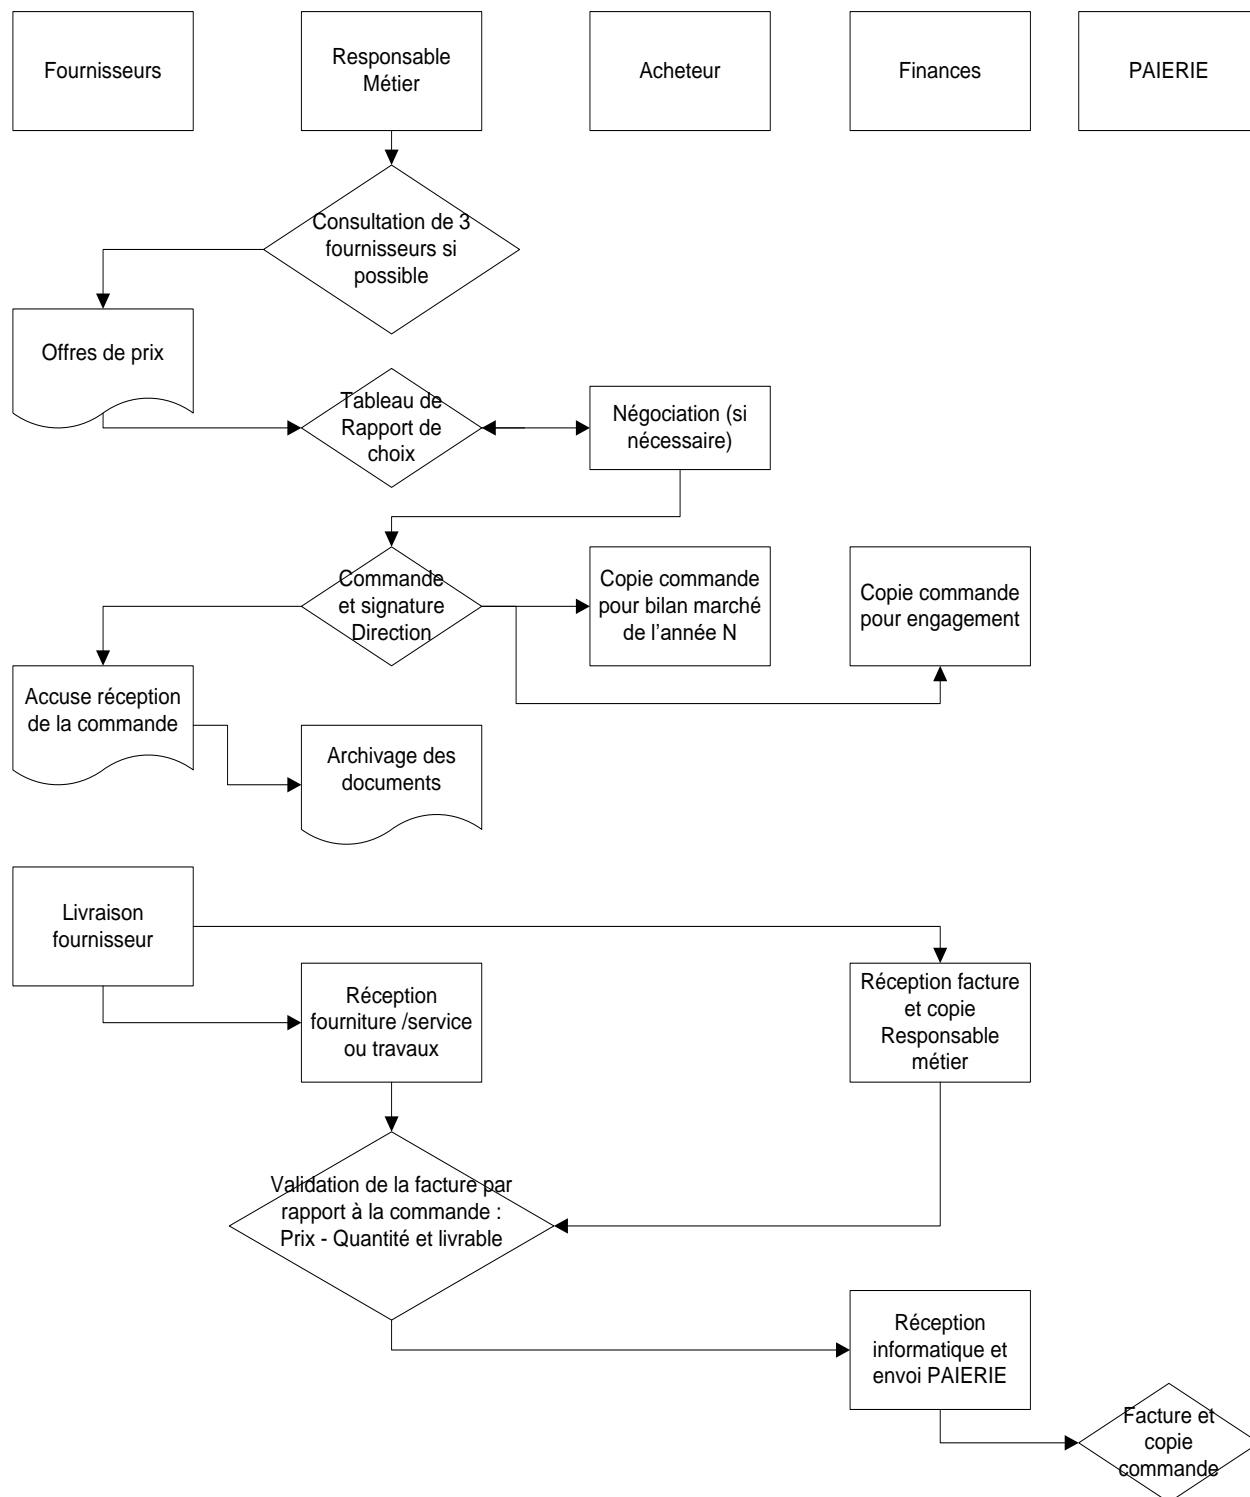 Fournisseurs
Responsable
Métier
Acheteur
Finances
PAIERIE
Consultation de 3
fournisseurs si
possible
Offres de prix
Tableau de
Rapport de
choix
Négociation (si
nécessaire)
Commande
et signature
Direction
Copie commande
pour bilan marché
de l'année N
Copie commande
pour engagement
Accuse réception
de la commande
Archivage des
documents
Livraison
fournisseur
Réception
fourniture /service
ou travaux
Réception facture
et copie
Responsable
métier
Validation de la facture par
rapport à la commande :
Prix - Quantité et livrable
Réception
informatique et
envoi PAIERIE
Facture et
copie
commande